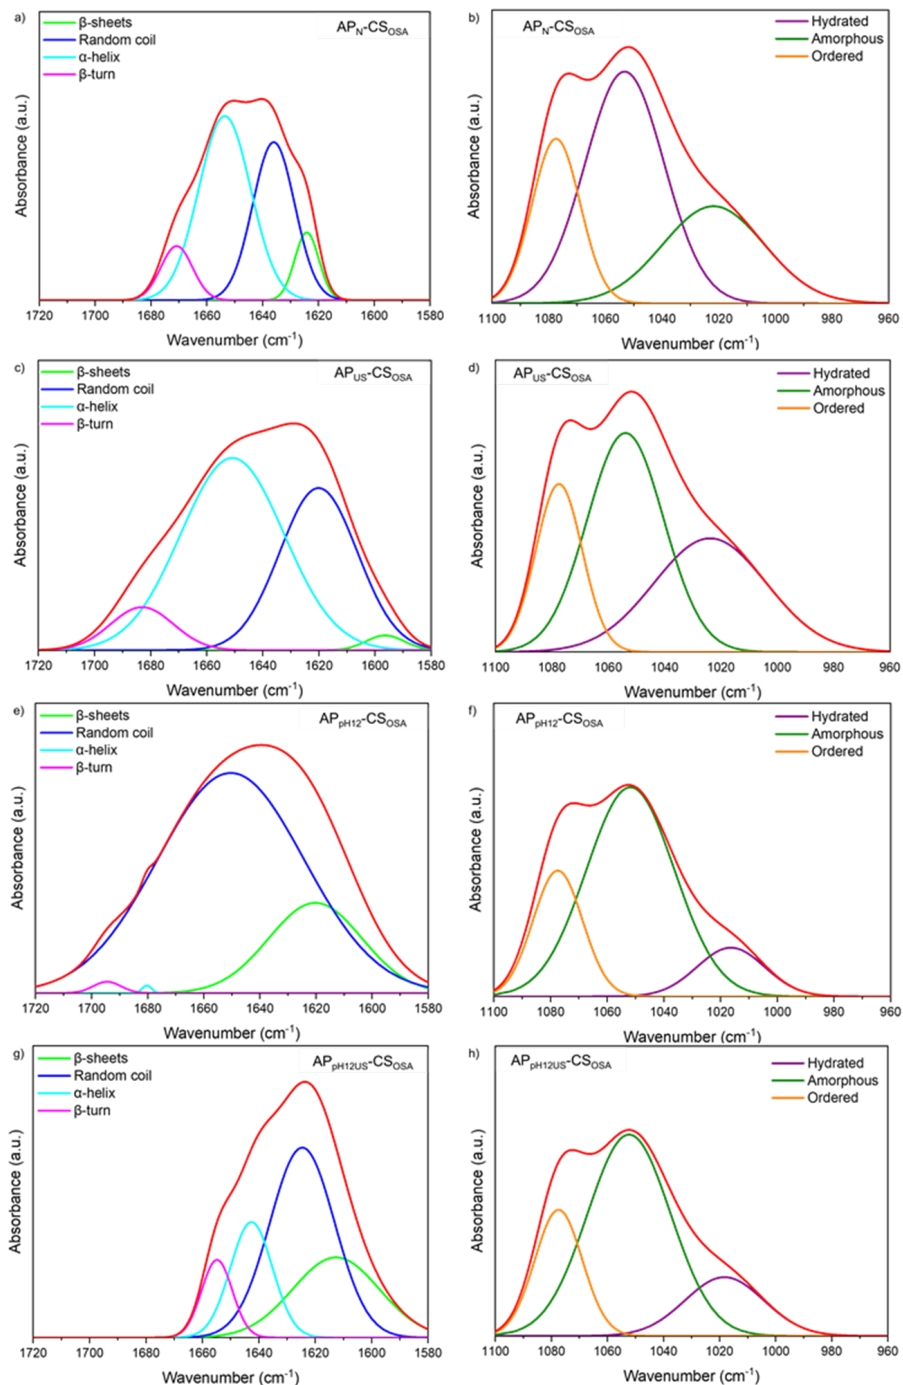 a)
β-sheets
Random coil
α-helix
β-turn
APN-CSOSA
Absorbance (a.u.)
1720 1700 1680 1660 1640 1620 1600 1580
Wavenumber (cm-1)
b)
APN-CSOSA
Hydrated
Amorphous
Ordered
Absorbance (a.u.)
1100 1080 1060 1040 1020 1000 960
Wavenumber (cm-1)
c)
β-sheets
Random coil
α-helix
β-turn
APUS-CSOSA
Absorbance (a.u.)
1720 1700 1680 1660 1640 1620 1600 1580
Wavenumber (cm-1)
d)
APUS-CSOSA
Hydrated
Amorphous
Ordered
Absorbance (a.u.)
1100 1080 1060 1040 1020 1000 960
Wavenumber (cm-1)
e)
β-sheets
Random coil
α-helix
β-turn
APpH12-CSOSA
Absorbance (a.u.)
1720 1700 1680 1660 1640 1620 1600 1580
Wavenumber (cm-1)
f)
APpH12-CSOSA
Hydrated
Amorphous
Ordered
Absorbance (a.u.)
1100 1080 1060 1040 1020 1000 960
Wavenumber (cm-1)
g)
β-sheets
Random coil
α-helix
β-turn
APpH12US-CSOSA
Absorbance (a.u.)
1720 1700 1680 1660 1640 1620 1600 1580
Wavenumber (cm-1)
h)
APpH12US-CSOSA
Hydrated
Amorphous
Ordered
Absorbance (a.u.)
1100 1080 1060 1040 1020 1000 960
Wavenumber (cm-1)